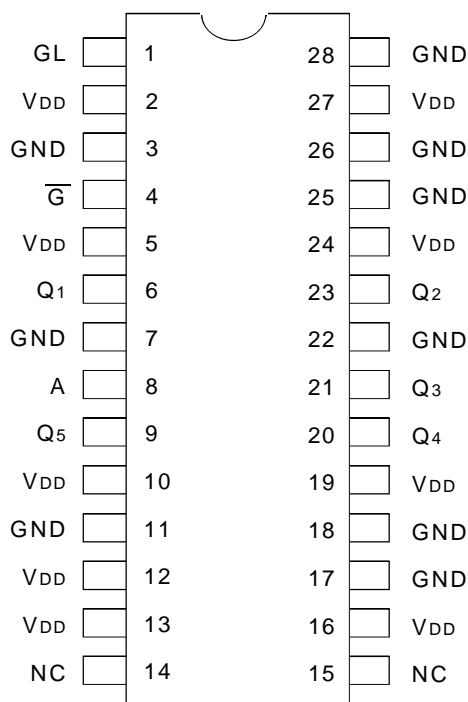 GL 1 28 GND
VDD 2 27 VDD
GND 3 26 GND
G̅ 4 25 GND
VDD 5 24 VDD
Q1 6 23 Q2
GND 7 22 GND
A 8 21 Q3
Q5 9 20 Q4
VDD 10 19 VDD
GND 11 18 GND
VDD 12 17 GND
VDD 13 16 VDD
NC 14 15 NC